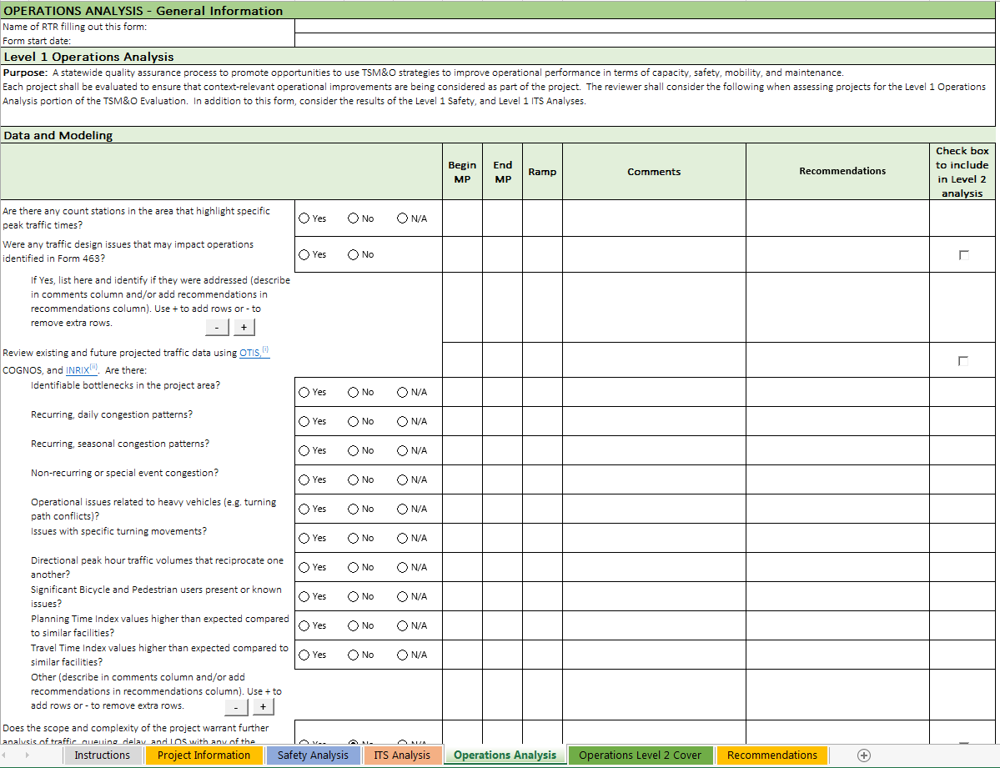 OPERATIONS ANALYSIS - General Information
Name of RTR filling out this form:
Form start date:
Level 1 Operations Analysis
Purpose: A statewide quality assurance process to promote opportunities to use TSM&O strategies to improve operational performance in terms of capacity, safety, mobility, and maintenance.
Each project shall be evaluated to ensure that context-relevant operational improvements are being considered as part of the project. The reviewer shall consider the following when assessing projects for the Level 1 Operations
Analysis portion of the TSM&O Evaluation. In addition to this form, consider the results of the Level 1 Safety, and Level 1 ITS Analyses.
Data and Modeling
Begin MP
End MP
Ramp
Comments
Recommendations
Check box
to include
in Level 2
analysis
Are there any count stations in the area that highlight specific
peak traffic times?
Yes No N/A
Were any traffic design issues that may impact operations
identified in Form 463?
Yes No
If Yes, list here and identify if they were addressed (describe
in comments column and/or add recommendations in
recommendations column). Use + to add rows or - to
remove extra rows.
- +
Review existing and future projected traffic data using OTIS,[i]
COGNOS, and INRIX[ii]. Are there:
Identifiable bottlenecks in the project area?
Yes No N/A
Recurring, daily congestion patterns?
Yes No N/A
Recurring, seasonal congestion patterns?
Yes No N/A
Non-recurring or special event congestion?
Yes No N/A
Operational issues related to heavy vehicles (e.g. turning
path conflicts)?
Yes No N/A
Issues with specific turning movements?
Yes No N/A
Directional peak hour traffic volumes that reciprocate one
another?
Yes No N/A
Significant Bicycle and Pedestrian users present or known
issues?
Yes No N/A
Planning Time Index values higher than expected compared
to similar facilities?
Yes No N/A
Travel Time Index values higher than expected compared to
similar facilities?
Yes No N/A
Other (describe in comments column and/or add
recommendations in recommendations column). Use + to
add rows or - to remove extra rows.
- +
Does the scope and complexity of the project warrant further
analysis of traffic, queuing, delay, and LOS with any of the
Yes No N/A
Instructions Project Information Safety Analysis ITS Analysis Operations Analysis Operations Level 2 Cover Recommendations